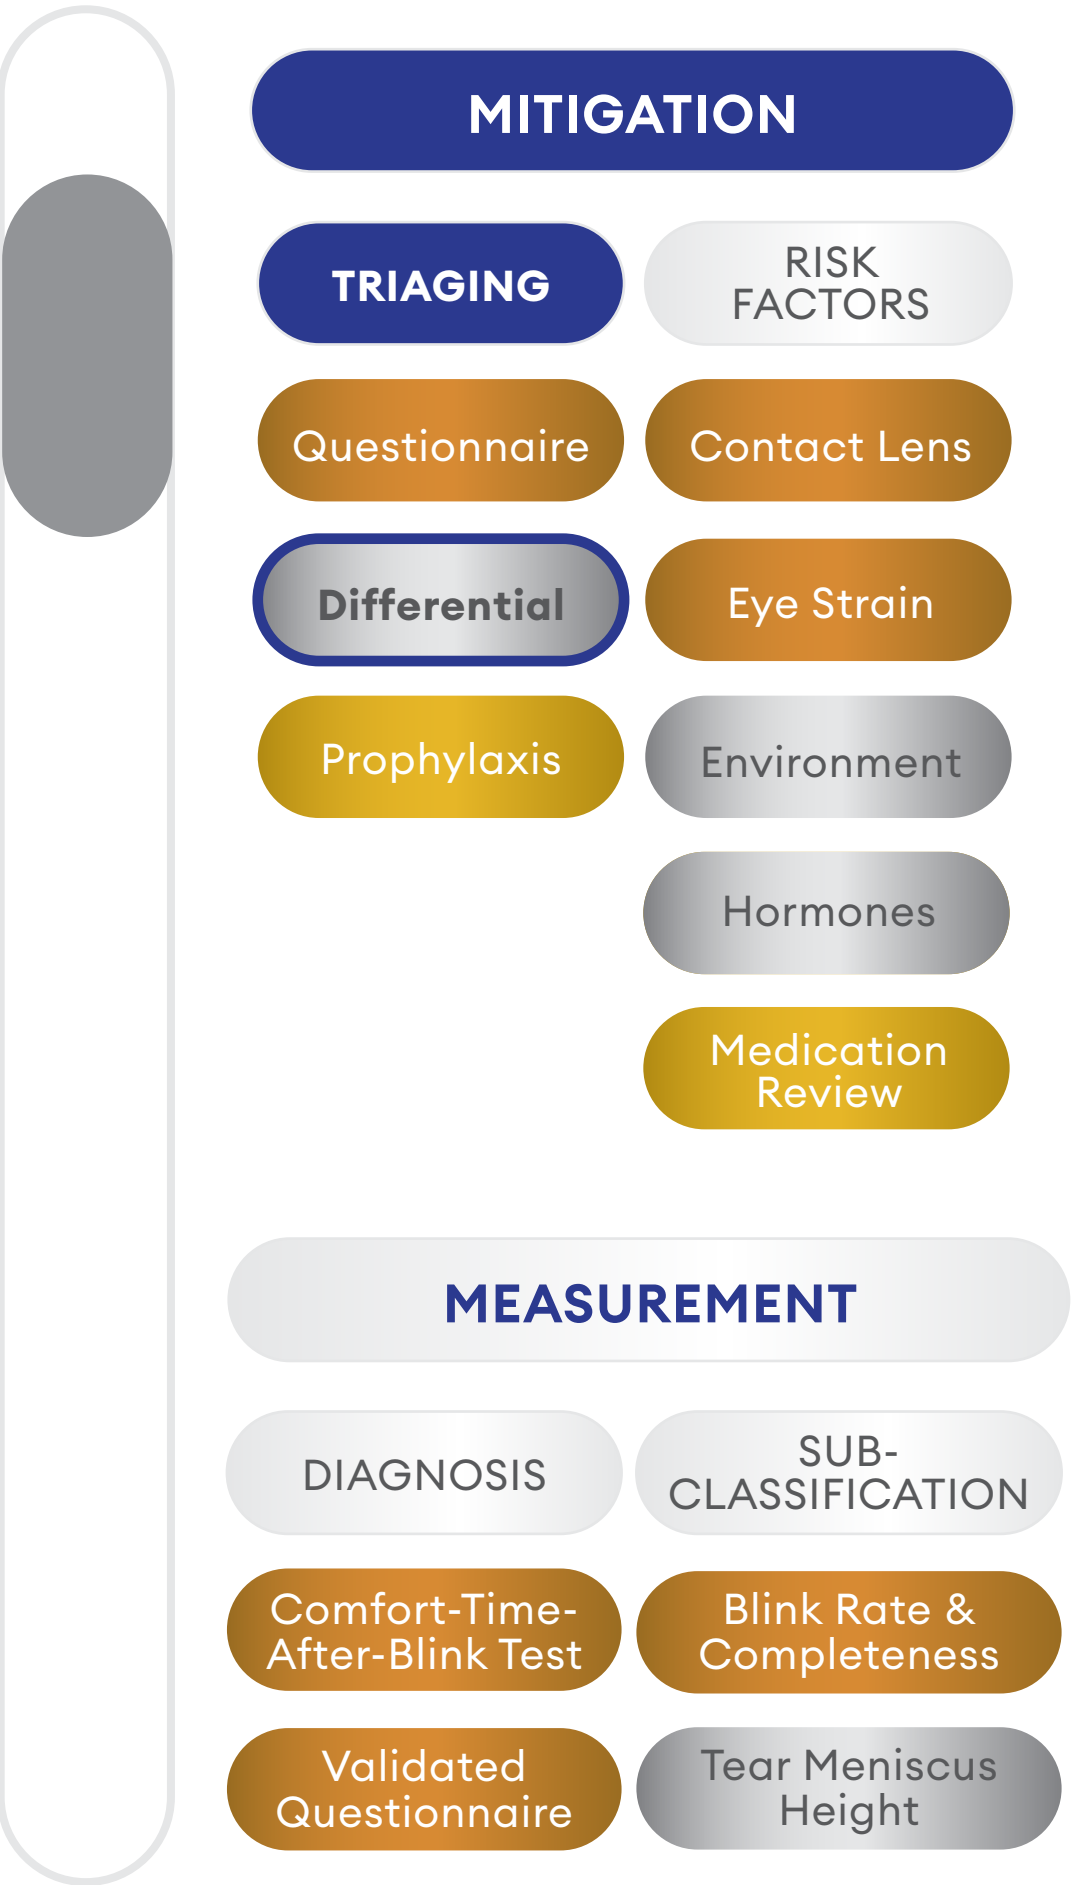 MITIGATION
TRIAGING
RISK
FACTORS
Questionnaire
Contact Lens
Differential
Eye Strain
Prophylaxis
Environment
Hormones
Medication
Review
MEASUREMENT
DIAGNOSIS
SUB-
CLASSIFICATION
Comfort-Time-
After-Blink Test
Blink Rate &
Completeness
Validated
Questionnaire
Tear Meniscus
Height